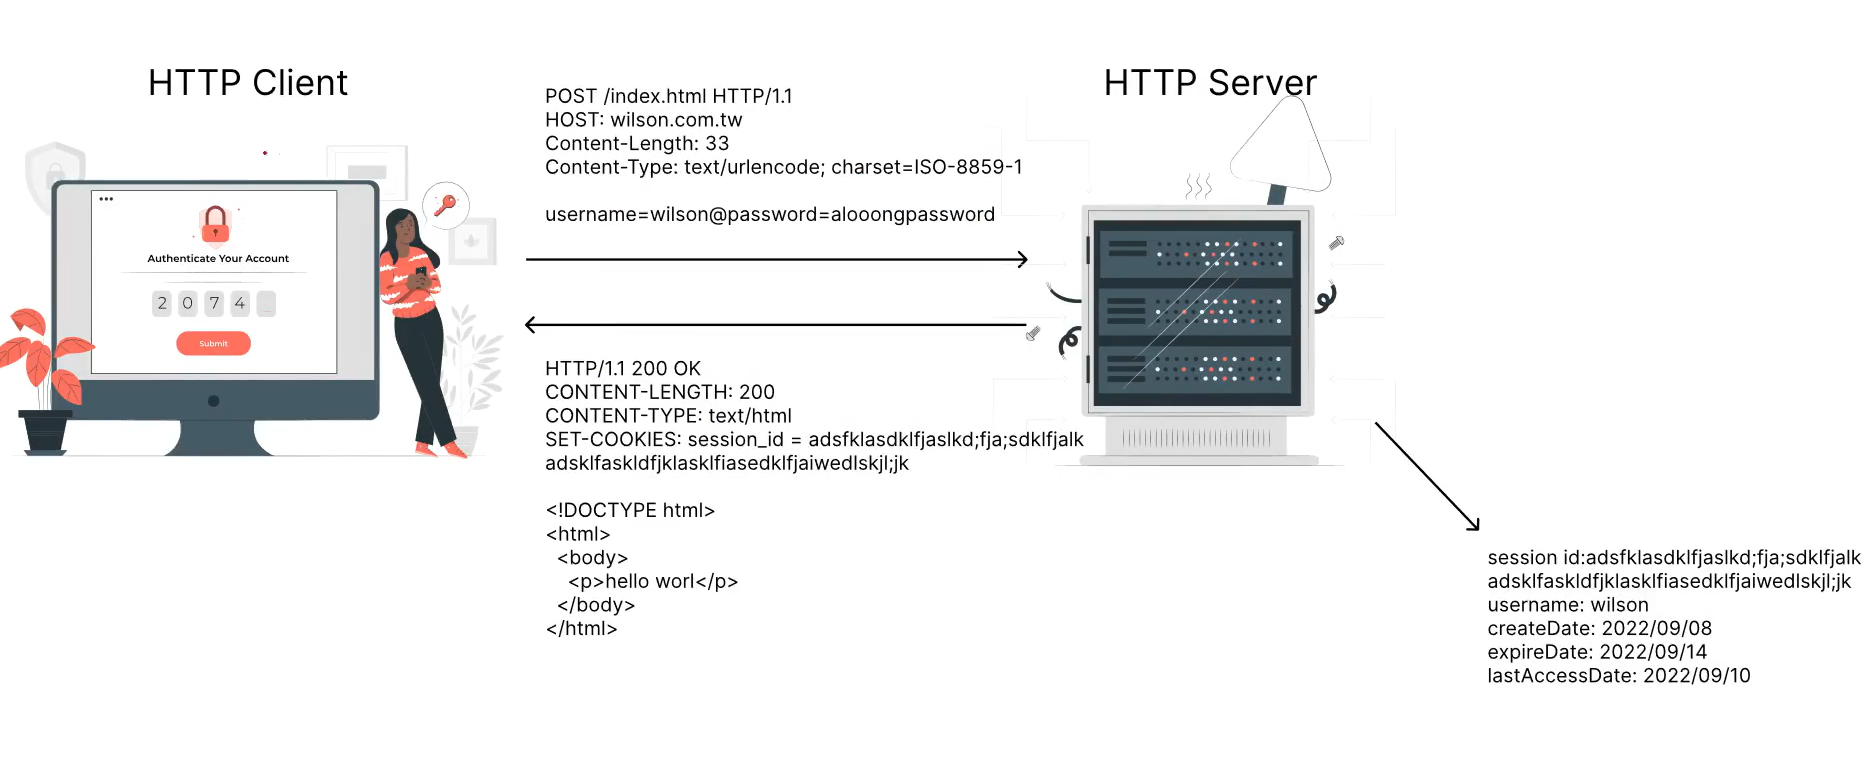 HTTP Client
HTTP Server
POST /index.html HTTP/1.1
HOST: wilson.com.tw
Content-Length: 33
Content-Type: text/urlencode; charset=ISO-8859-1
username=wilson@password=alooongpassword
Authenticate Your Account
2 0 7 4 _
Submit
HTTP/1.1 200 OK
CONTENT-LENGTH: 200
CONTENT-TYPE: text/html
SET-COOKIES: session_id = adsfklasdklfjaslkd;fja;sdklfjalk
adsklfaskldfjklasklfiasedklfjaiwedlskjl;jk
<!DOCTYPE html>
<html>
<body>
<p>hello worl</p>
</body>
</html>
session id:adsfklasdklfjaslkd;fja;sdklfjalk
adsklfaskldfjklasklfiasedklfjaiwedlskjl;jk
username: wilson
createDate: 2022/09/08
expireDate: 2022/09/14
lastAccessDate: 2022/09/10